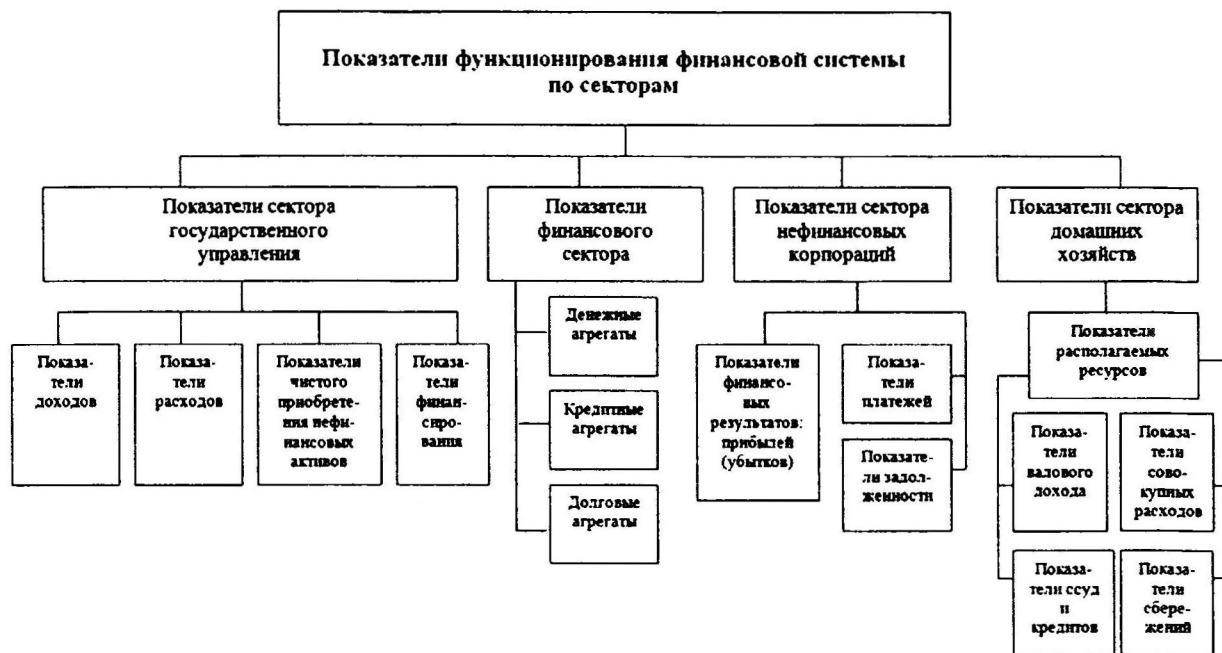 Показатели функционирования финансовой системы
по секторам
Показатели сектора
государственного
управления
Показатели
финансового
сектора
Показатели сектора
нефинансовых
корпораций
Показатели сектора
домашних
хозяйств
Показа-
тели
доходов
Показа-
тели
расходов
Показатели
чистого
приобрете-
ния нефи-
нансовых
активов
Показа-
тели
финан-
сиро-
вания
Денежные
агрегаты
Кредитные
агрегаты
Долговые
агрегаты
Показатели
финансо-
вых
результатов:
прибылей
(убытков)
Показа-
тели
платежей
Показате-
ли задол-
женности
Показатели
располагаемых
ресурсов
Показа-
тели
валового
дохода
Показа-
тели сово-
купных
расходов
Показа-
тели ссуд
и
кредитов
Показа-
тели
сбере-
жений